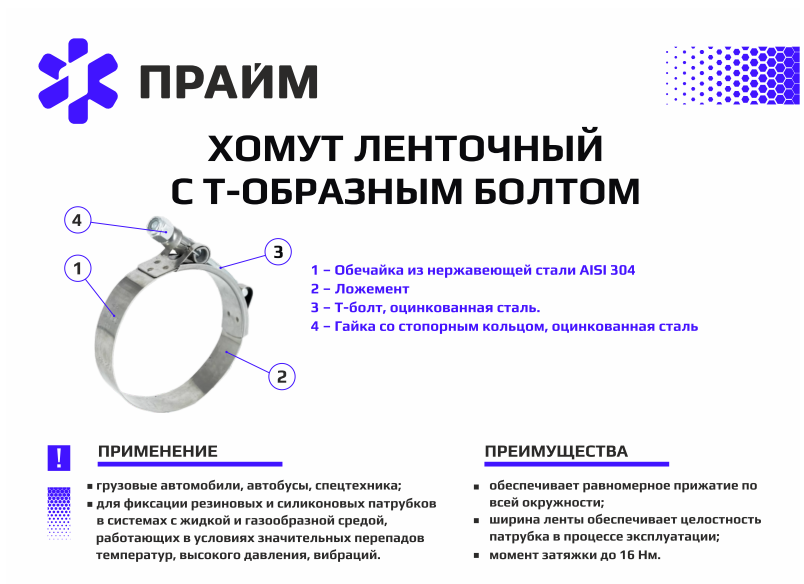 ПРАЙМ
ХОМУТ ЛЕНТОЧНЫЙ
С Т-ОБРАЗНЫМ БОЛТОМ
4
3
1
1 – Обечайка из нержавеющей стали AISI 304
2 – Ложемент
3 – Т-болт, оцинкованная сталь.
4 – Гайка со стопорным кольцом, оцинкованная сталь
2
! ПРИМЕНЕНИЕ
▪ грузовые автомобили, автобусы, спецтехника;
▪ для фиксации резиновых и силиконовых патрубков
в системах с жидкой и газообразной средой,
работающих в условиях значительных перепадов
температур, высокого давления, вибраций.
ПРЕИМУЩЕСТВА
▪ обеспечивает равномерное прижатие по
всей окружности;
▪ ширина ленты обеспечивает целостность
патрубка в процессе эксплуатации;
▪ момент затяжки до 16 Нм.